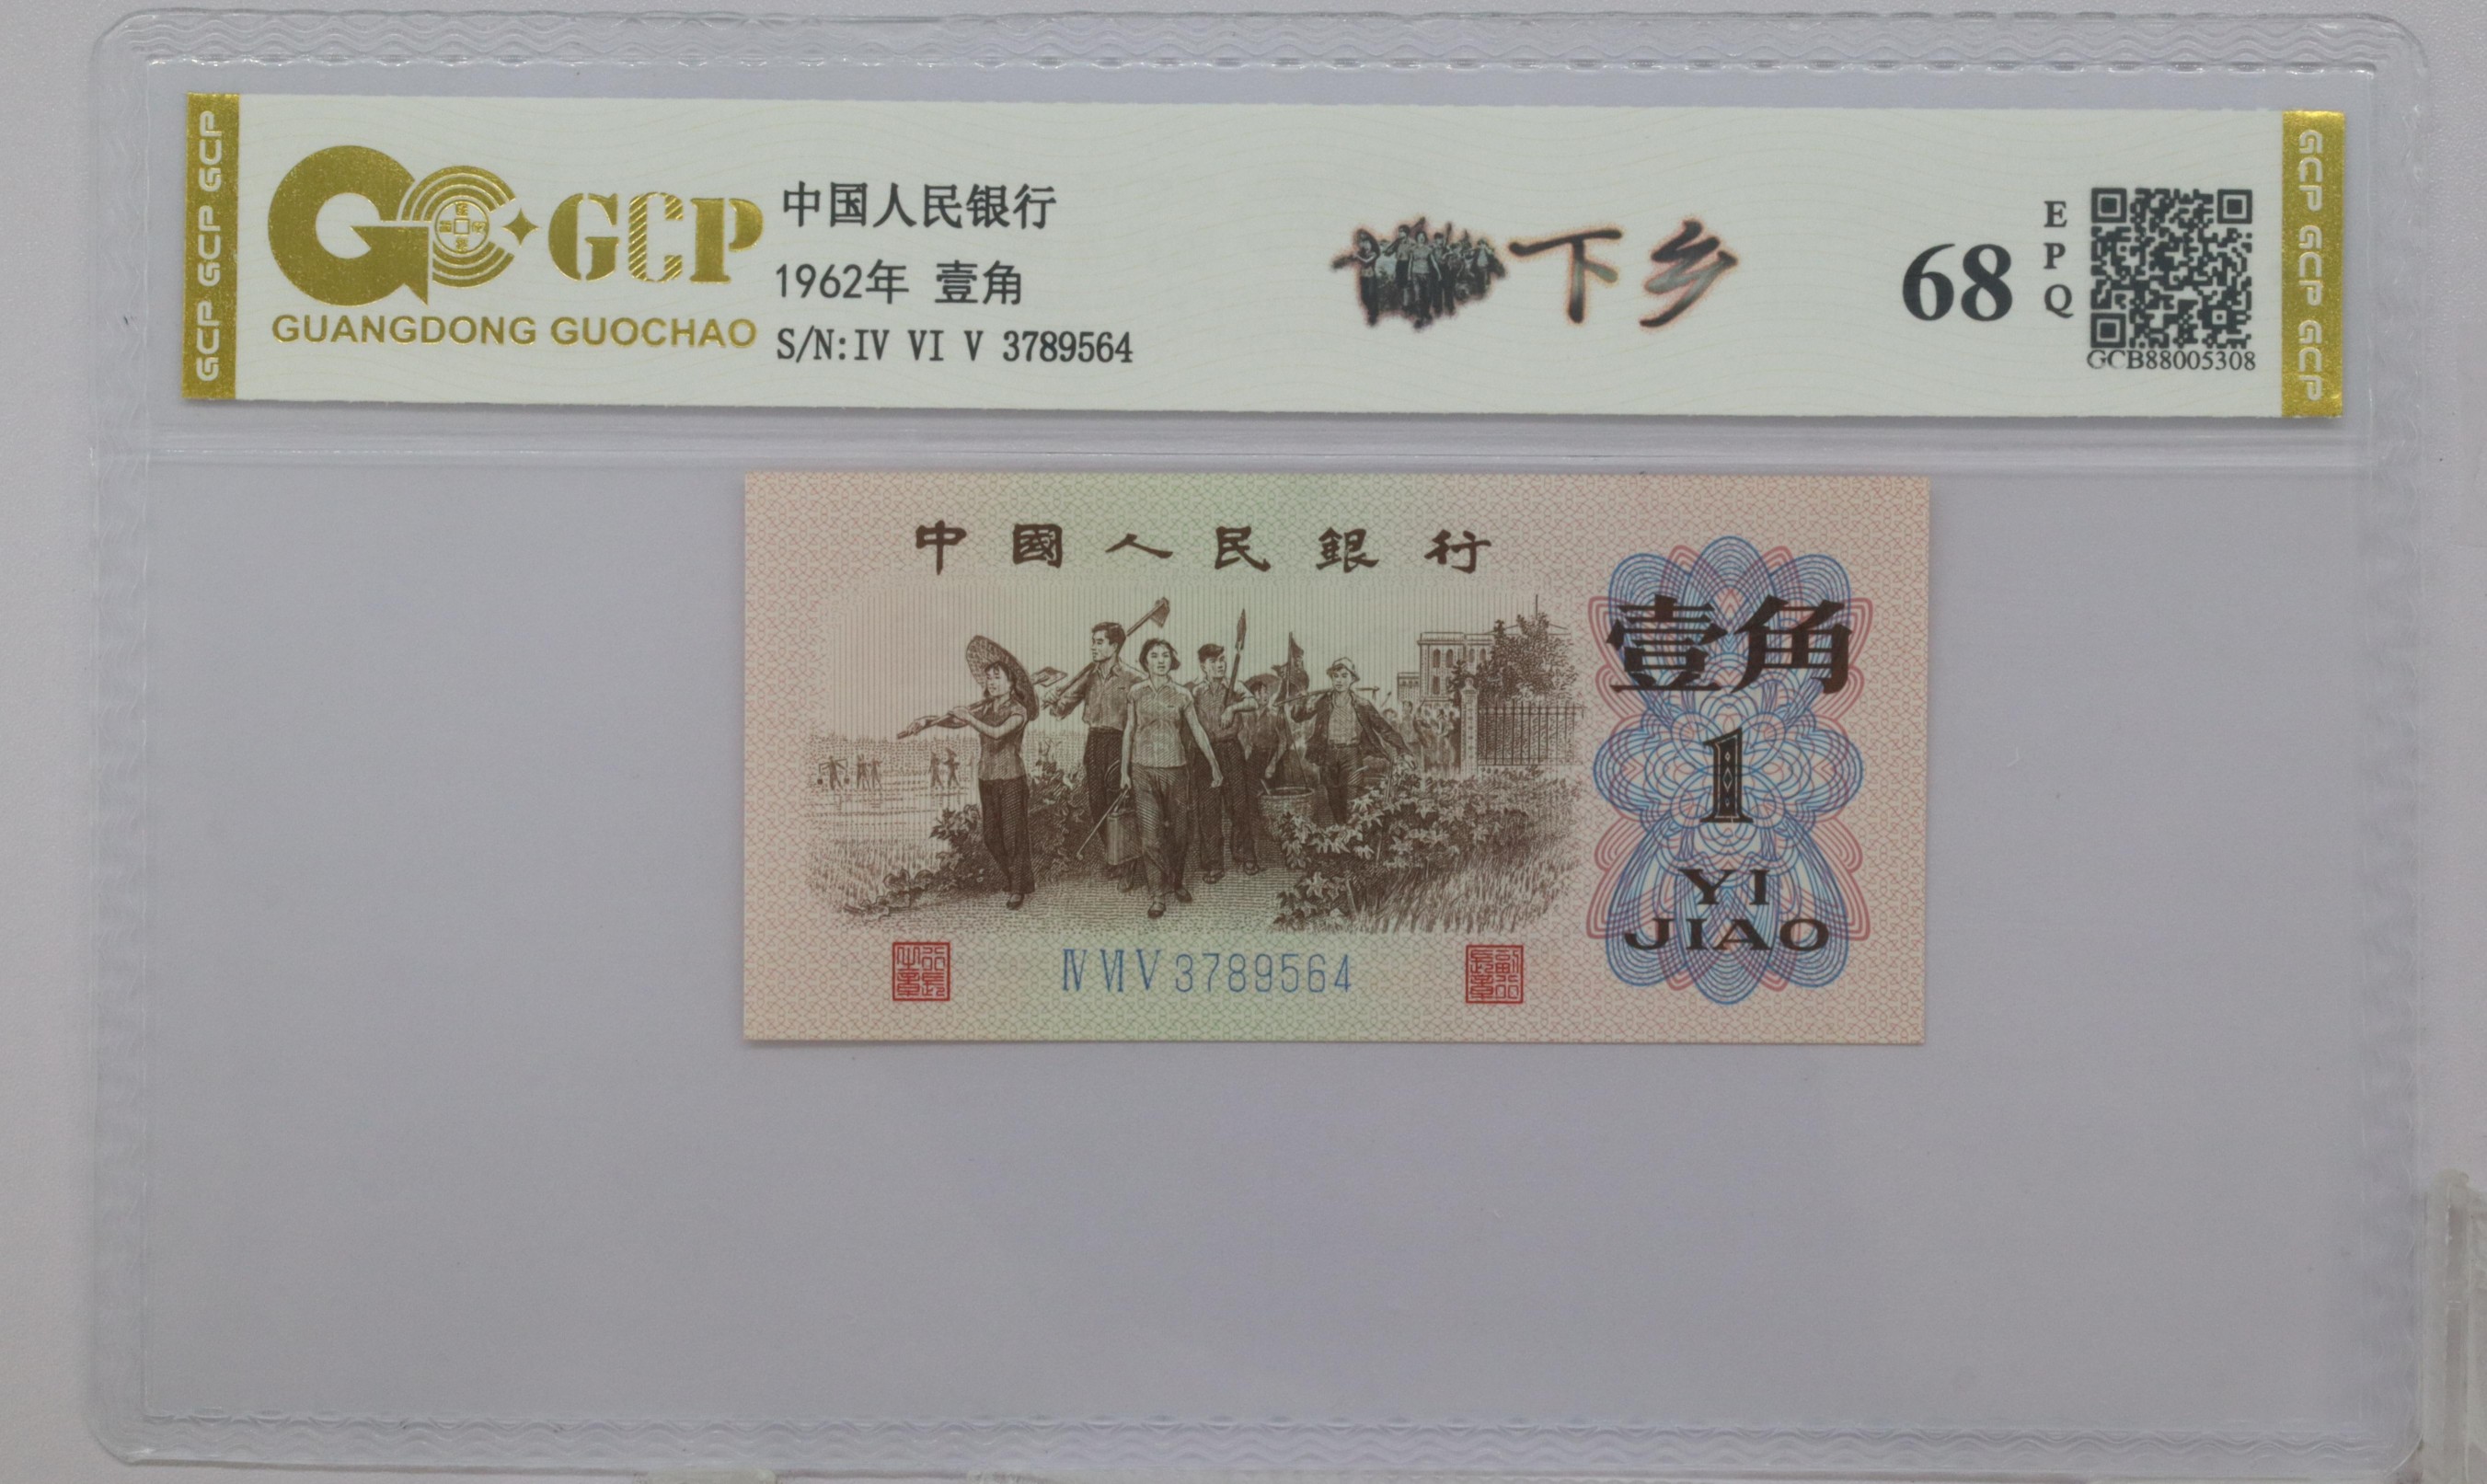 GCP GCP GCP
GCP
GUANGDONG GUOCHAO
中国人民银行
1962年 壹角
S/N:IV VI V 3789564
下乡
68
EPQ
GCB88005308
GCP GCP GCP
中國人民銀行
壹角
1
YI
JIAO
Ⅳ Ⅵ Ⅴ 3789564